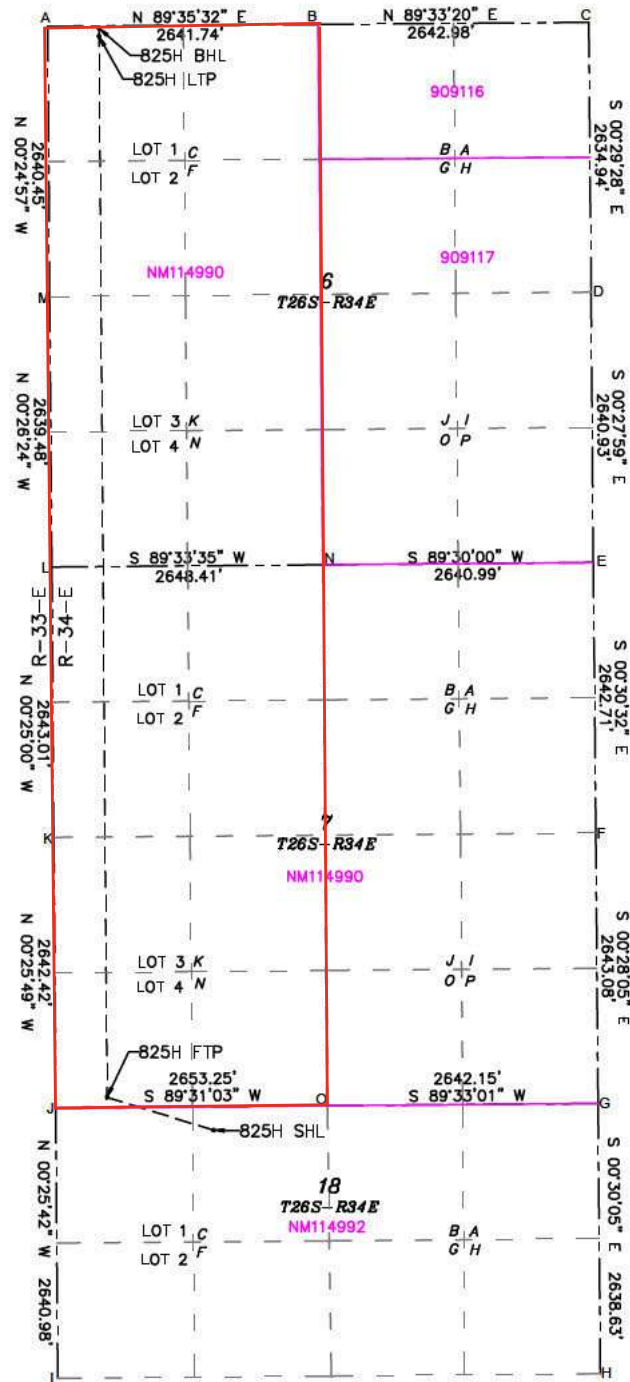 A N 89°35'32" E B N 89°33'20" E C
2641.74' 2642.98'
825H BHL
825H LTP
909116
N 00°24'57" W
2640.45'
S 00°29'28" E
2634.94'
LOT 1 C B A
LOT 2 F G H
909117
NM114990
6
M T26S-R34E D
N 00°26'24" W
2639.48'
S 00°27'59" E
2640.93'
LOT 3 K J I
LOT 4 N O P
L S 89°33'35" W N S 89°30'00" W E
2648.41' 2640.99'
R-33-E
R-34-E
N 00°25'00" W
2643.01'
S 00°30'32" E
2642.71'
LOT 1 C B A
LOT 2 F G H
7
K T26S-R34E F
NM114990
N 00°25'49" W
2642.42'
S 00°28'05" E
2643.08'
LOT 3 K J I
LOT 4 N O P
825H FTP
2653.25' 2642.15'
J S 89°31'03" W O S 89°33'01" W G
825H SHL
18
T26S-R34E
NM114992
N 00°25'42" W 2640.98'
S 00°30'05" E 2638.63'
LOT 1 C B A
LOT 2 F G H
I H